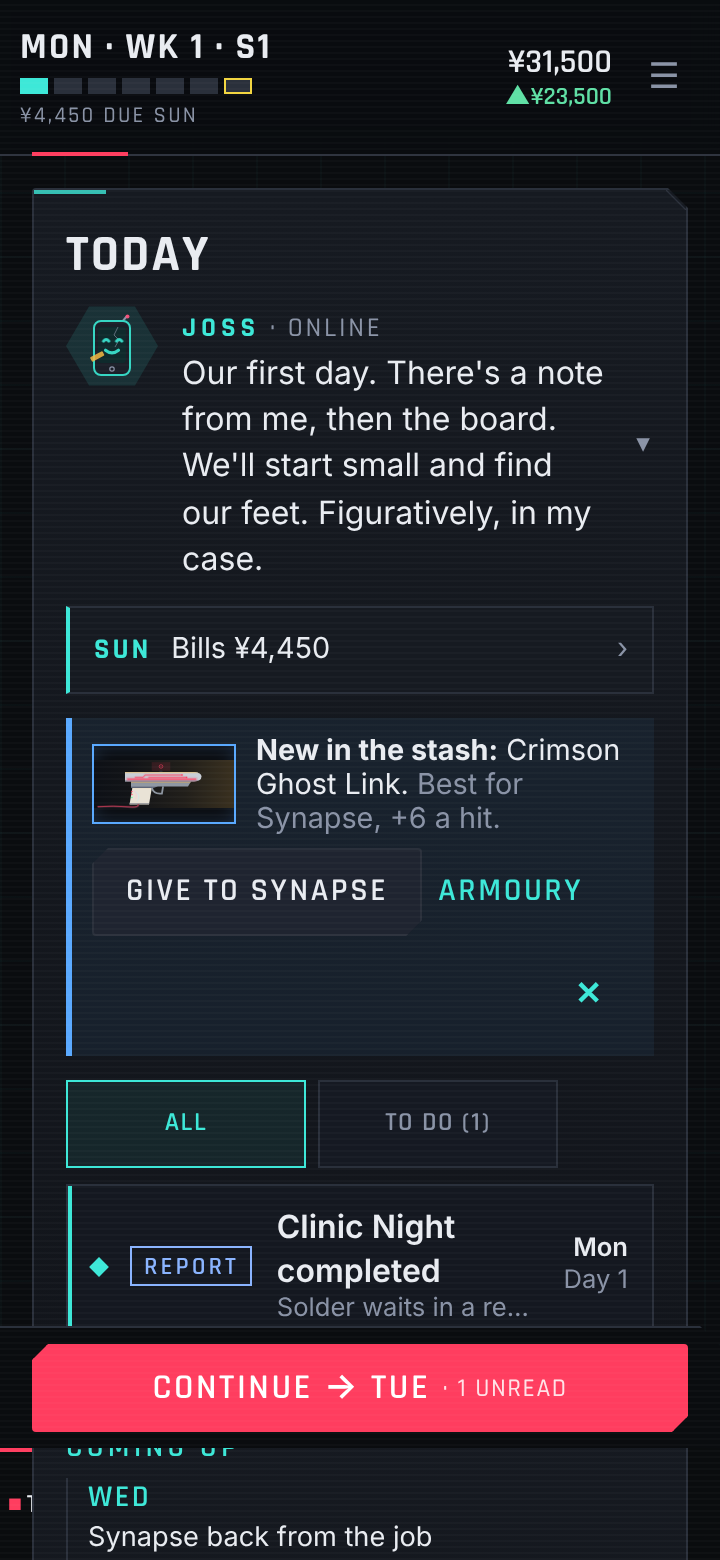 MON · WK 1 · S1
¥4,450 DUE SUN
¥31,500
▲¥23,500
TODAY
JOSS · ONLINE
Our first day. There's a note
from me, then the board.
We'll start small and find
our feet. Figuratively, in my
case.
SUN Bills ¥4,450
New in the stash: Crimson
Ghost Link. Best for
Synapse, +6 a hit.
GIVE TO SYNAPSE
ARMOURY
ALL
TO DO (1)
REPORT
Clinic Night
completed
Solder waits in a re...
Mon
Day 1
CONTINUE → TUE · 1 UNREAD
COMING UP
WED
Synapse back from the job